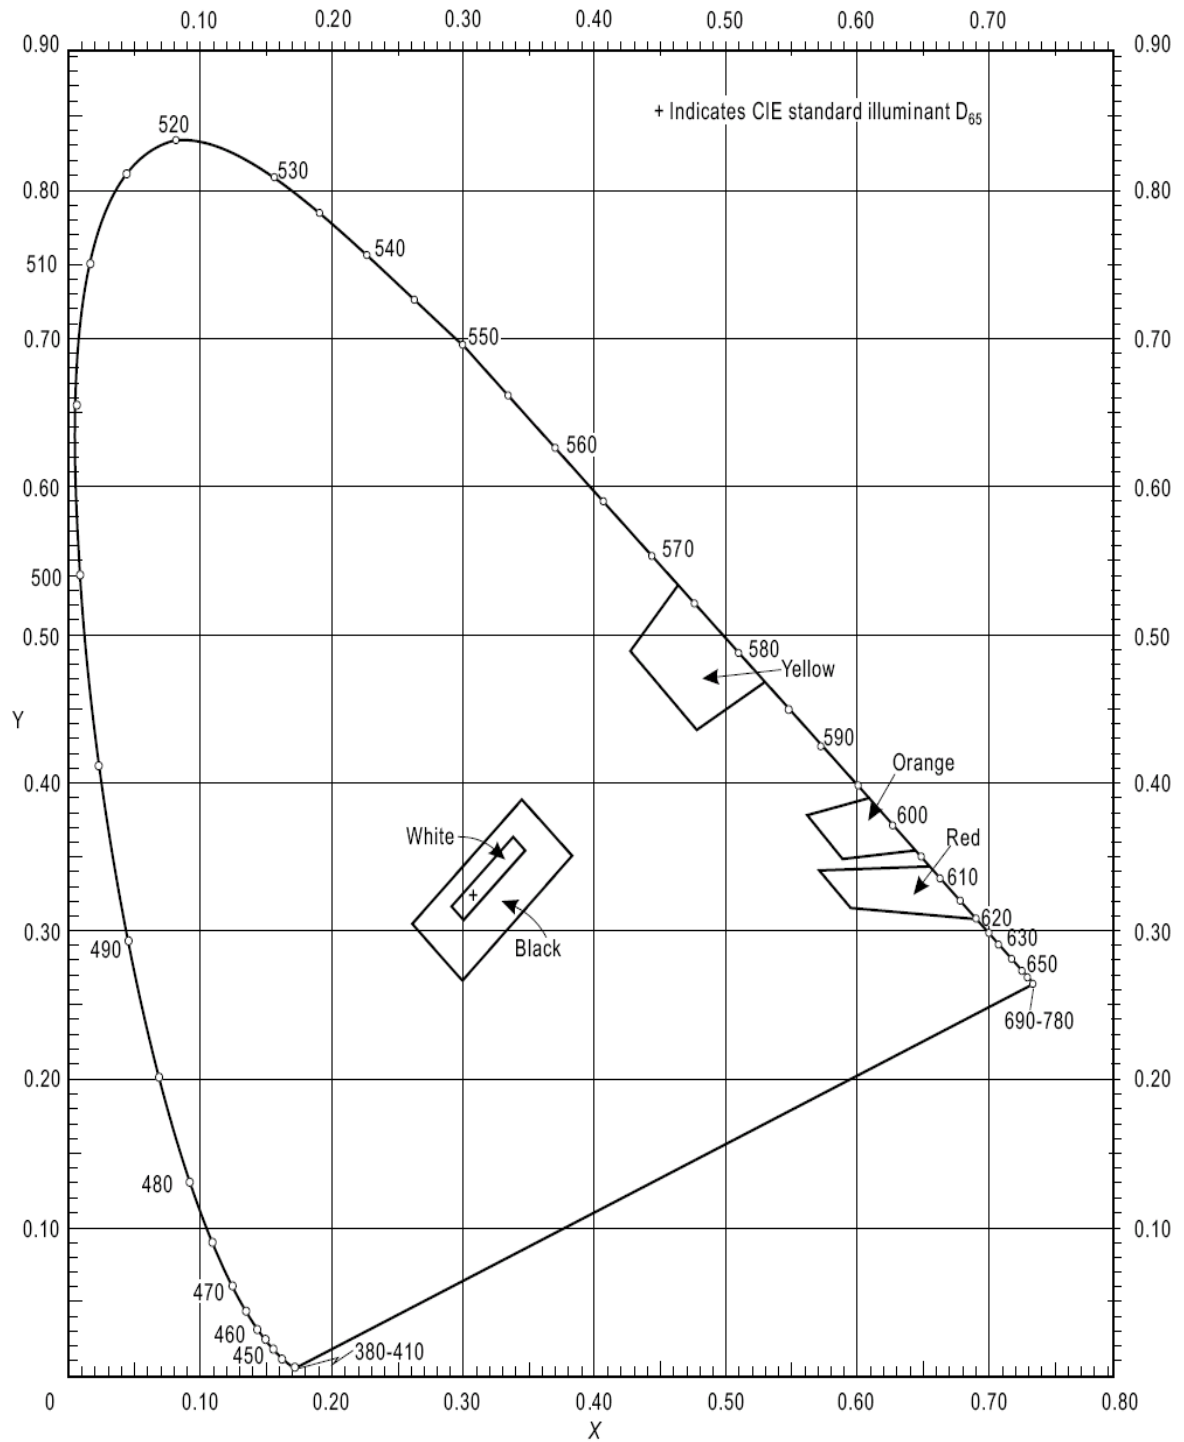 0.10 0.20 0.30 0.40 0.50 0.60 0.70
0.90 0.90
+ Indicates CIE standard illuminant D65
520
530
0.80 0.80
540
510
0.70 550 0.70
560
0.60 0.60
570
500
0.50 0.50
580
Yellow
Y
590
Orange
0.40 0.40
600
White Red
610
620
0.30 0.30
630
490 Black
650
690-780
0.20 0.20
480
0.10 0.10
470
460
450 380-410
0 0.10 0.20 0.30 0.40 0.50 0.60 0.70 0.80
X